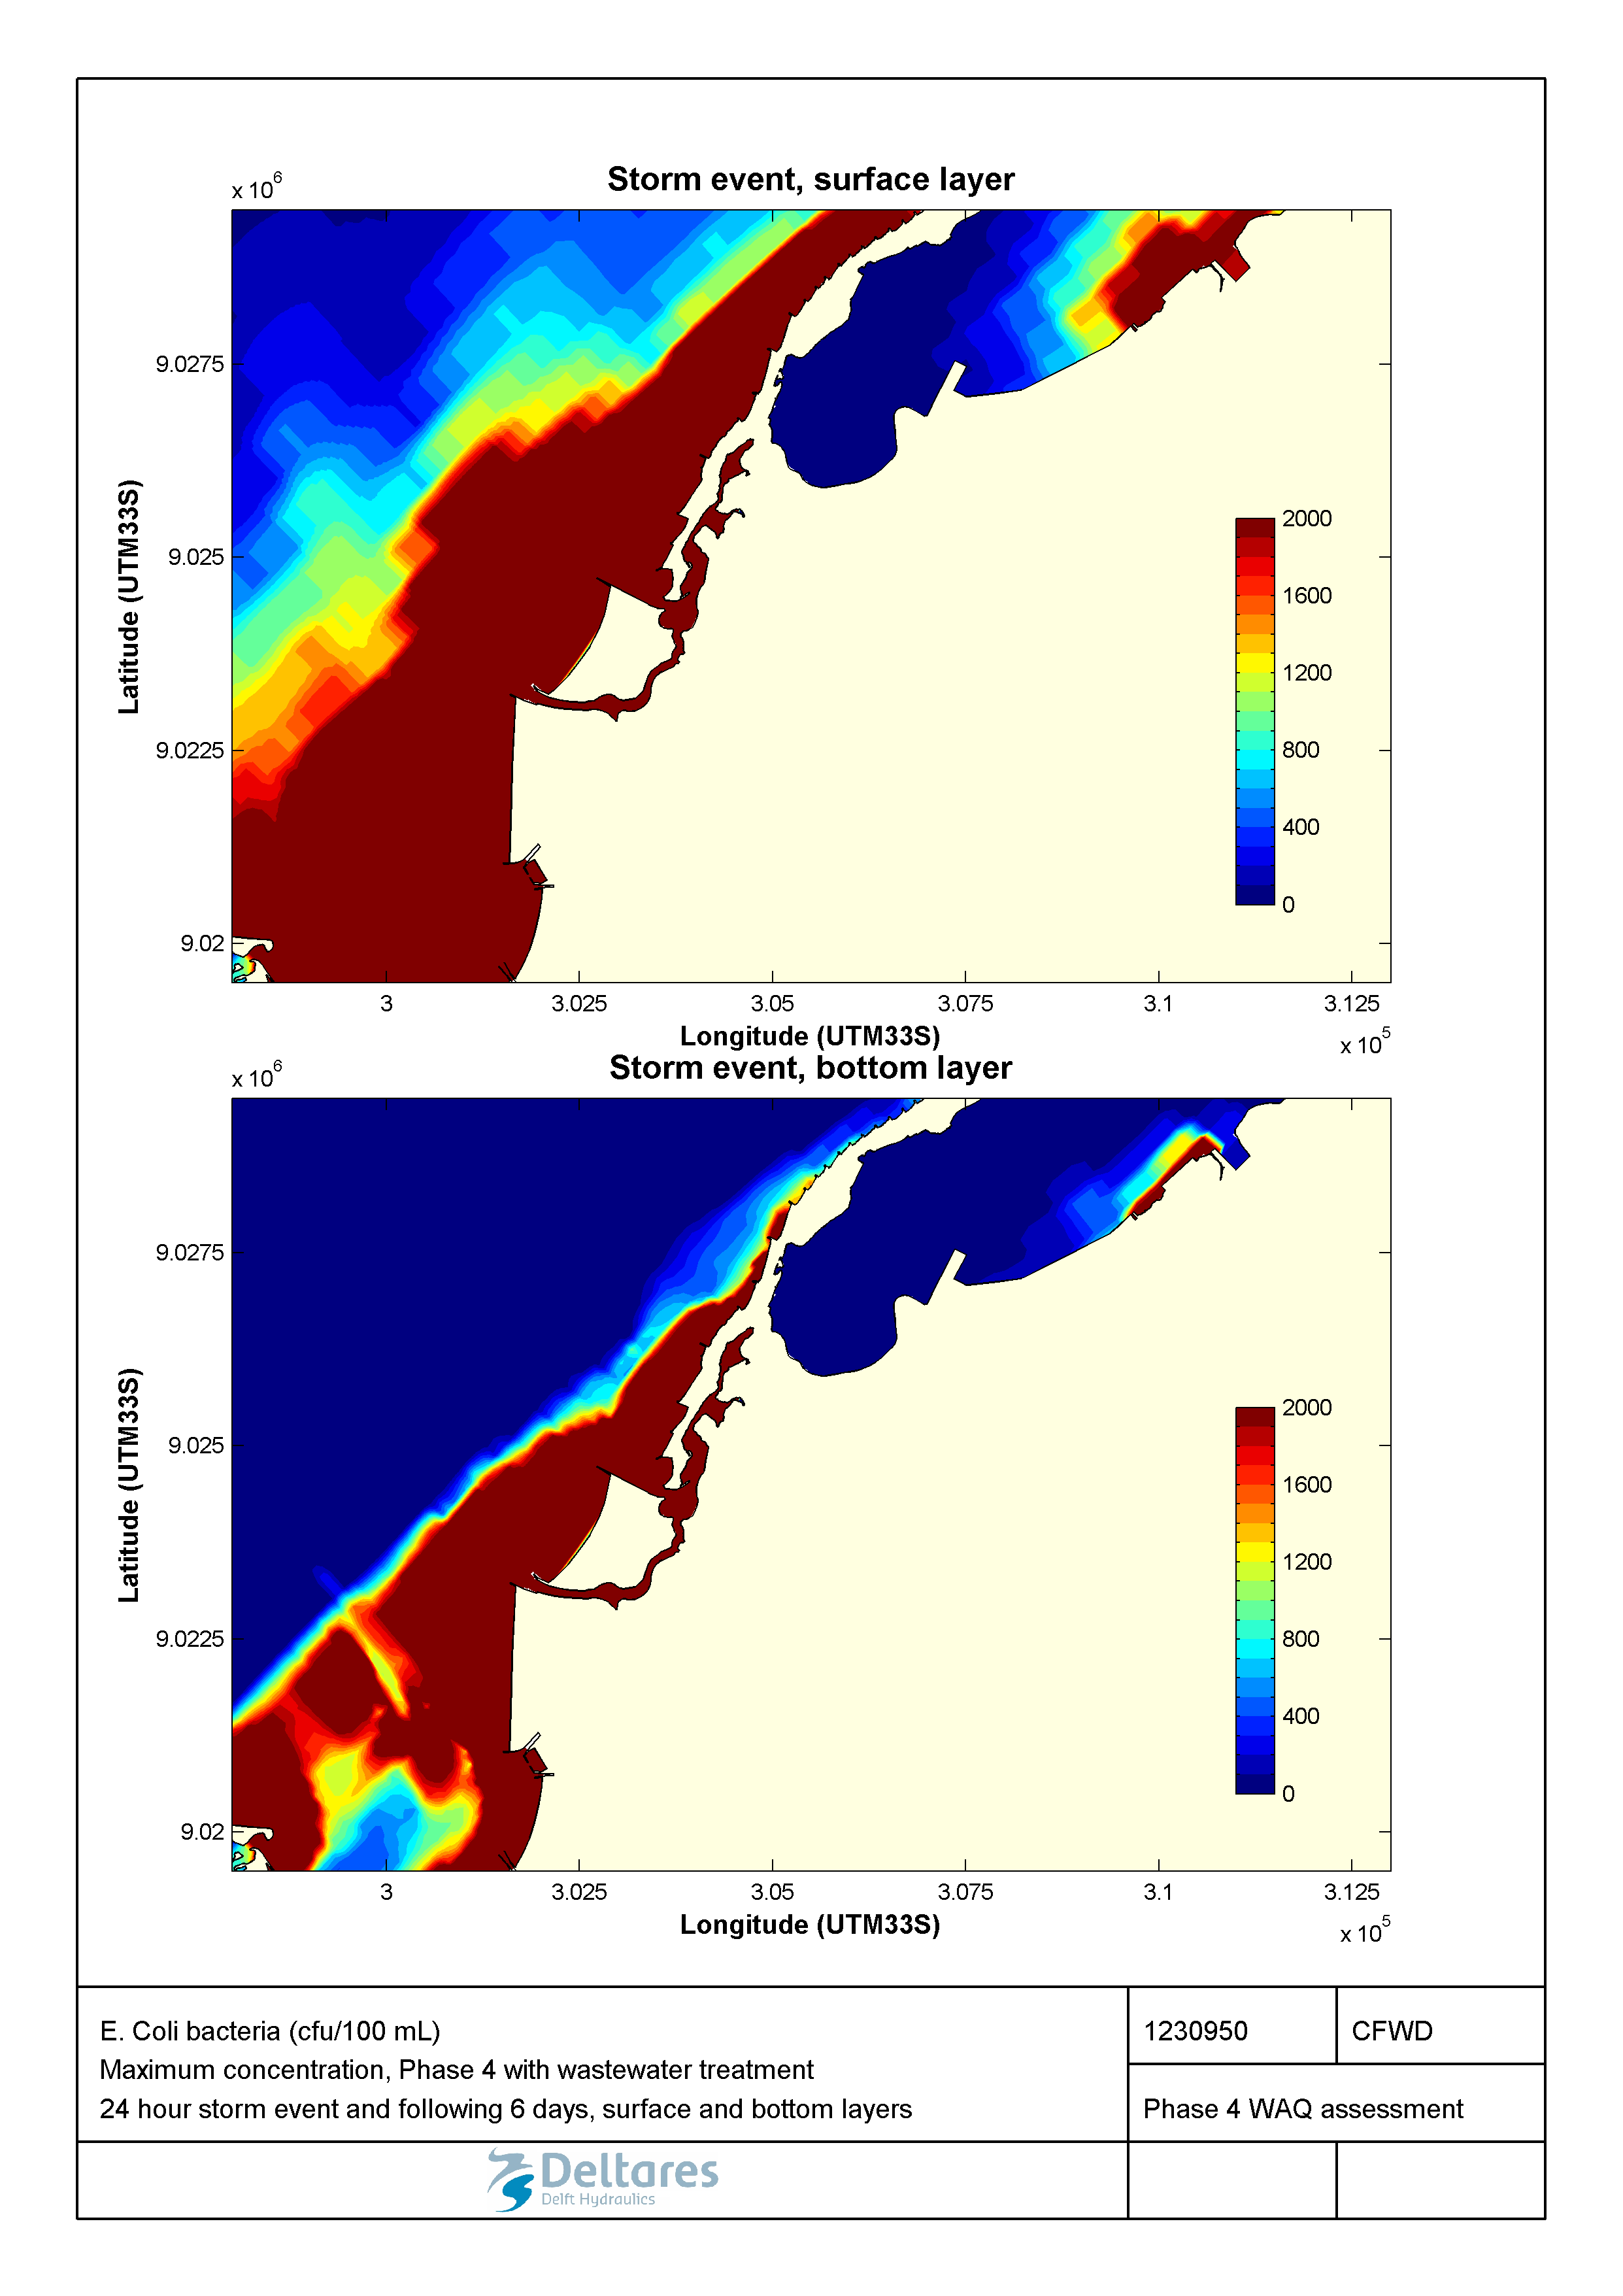 Storm event, surface layer
x 10^6
9.0275
9.025
9.0225
9.02
Latitude (UTM33S)
2000
1600
1200
800
400
0
3 3.025 3.05 3.075 3.1 3.125
Longitude (UTM33S)
x 10^5
Storm event, bottom layer
x 10^6
9.0275
9.025
9.0225
9.02
Latitude (UTM33S)
2000
1600
1200
800
400
0
3 3.025 3.05 3.075 3.1 3.125
Longitude (UTM33S)
x 10^5
E. Coli bacteria (cfu/100 mL)
Maximum concentration, Phase 4 with wastewater treatment
24 hour storm event and following 6 days, surface and bottom layers
1230950
CFWD
Phase 4 WAQ assessment
Deltares
Delft Hydraulics